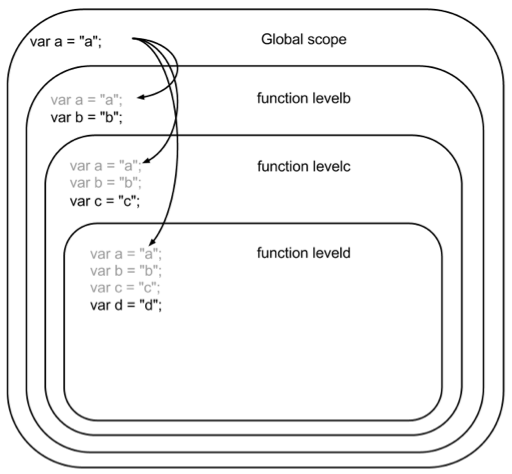 var a = "a"; Global scope
var a = "a"; function levelb
var b = "b";
var a = "a"; function levelc
var b = "b";
var c = "c";
var a = "a"; function leveld
var b = "b";
var c = "c";
var d = "d";